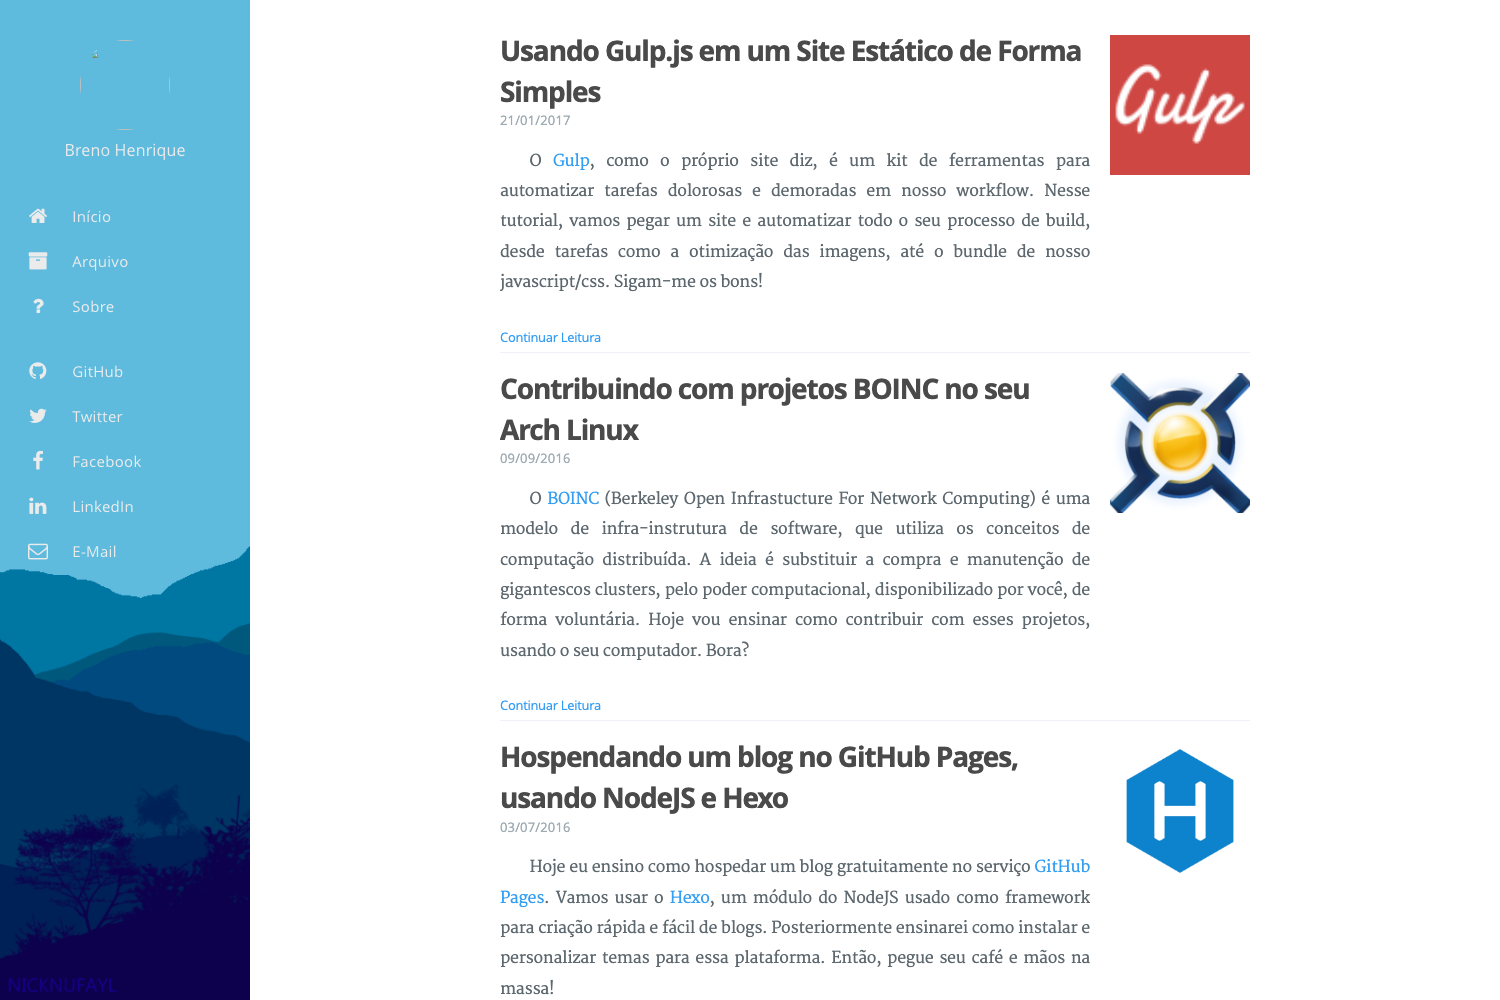 Breno Henrique
Início
Arquivo
Sobre
GitHub
Twitter
Facebook
LinkedIn
E-Mail
NICKNUFAYL
Usando Gulp.js em um Site Estático de Forma
Simples
21/01/2017
O Gulp, como o próprio site diz, é um kit de ferramentas para
automatizar tarefas dolorosas e demoradas em nosso workflow. Nesse
tutorial, vamos pegar um site e automatizar todo o seu processo de build,
desde tarefas como a otimização das imagens, até o bundle de nosso
javascript/css. Sigam-me os bons!
Continuar Leitura
Gulp
Contribuindo com projetos BOINC no seu
Arch Linux
09/09/2016
O BOINC (Berkeley Open Infrastucture For Network Computing) é uma
modelo de infra-instrutura de software, que utiliza os conceitos de
computação distribuída. A ideia é substituir a compra e manutenção de
gigantescos clusters, pelo poder computacional, disponibilizado por você, de
forma voluntária. Hoje vou ensinar como contribuir com esses projetos,
usando o seu computador. Bora?
Continuar Leitura
Hospendando um blog no GitHub Pages,
usando NodeJS e Hexo
03/07/2016
Hoje eu ensino como hospedar um blog gratuitamente no serviço GitHub
Pages. Vamos usar o Hexo, um módulo do NodeJS usado como framework
para criação rápida e fácil de blogs. Posteriormente ensinarei como instalar e
personalizar temas para essa plataforma. Então, pegue seu café e mãos na
massa!
H